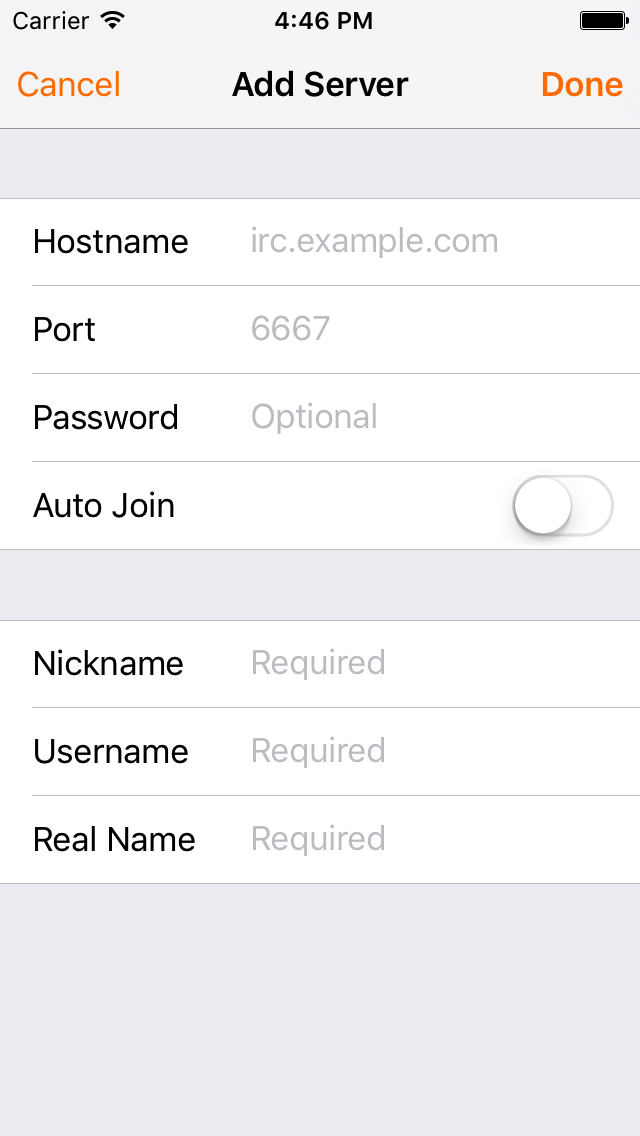 Carrier 4:46 PM
Cancel Add Server Done
Hostname irc.example.com
Port 6667
Password Optional
Auto Join
Nickname Required
Username Required
Real Name Required